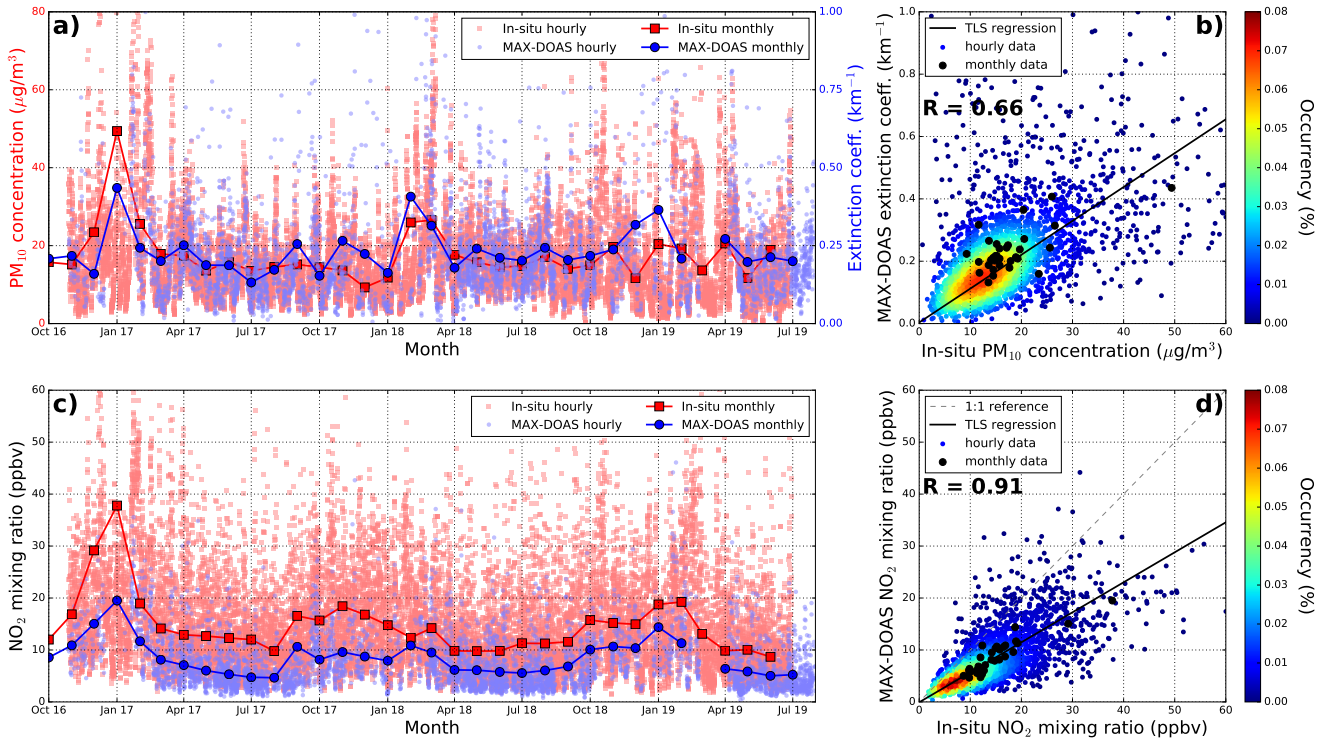 a)
In-situ hourly
MAX-DOAS hourly
In-situ monthly
MAX-DOAS monthly
PM₁₀ concentration (μg/m³)
80
60
40
20
0
1.00
0.75
0.50
0.25
0.00
Extinction coeff. (km⁻¹)
Oct 16 Jan 17 Apr 17 Jul 17 Oct 17 Jan 18 Apr 18 Jul 18 Oct 18 Jan 19 Apr 19 Jul 19
Month
b)
TLS regression
hourly data
monthly data
R = 0.66
MAX-DOAS extinction coeff. (km⁻¹)
1.0
0.8
0.6
0.4
0.2
0.0
0 10 20 30 40 50 60
In-situ PM₁₀ concentration (μg/m³)
0.08
0.07
0.06
0.05
0.04
0.03
0.02
0.01
0.00
Occurrency (%)
c)
In-situ hourly
MAX-DOAS hourly
In-situ monthly
MAX-DOAS monthly
NO₂ mixing ratio (ppbv)
60
50
40
30
20
10
0
Oct 16 Jan 17 Apr 17 Jul 17 Oct 17 Jan 18 Apr 18 Jul 18 Oct 18 Jan 19 Apr 19 Jul 19
Month
d)
1:1 reference
TLS regression
hourly data
monthly data
R = 0.91
MAX-DOAS NO₂ mixing ratio (ppbv)
60
50
40
30
20
10
0
0 10 20 30 40 50 60
In-situ NO₂ mixing ratio (ppbv)
0.08
0.07
0.06
0.05
0.04
0.03
0.02
0.01
0.00
Occurrency (%)